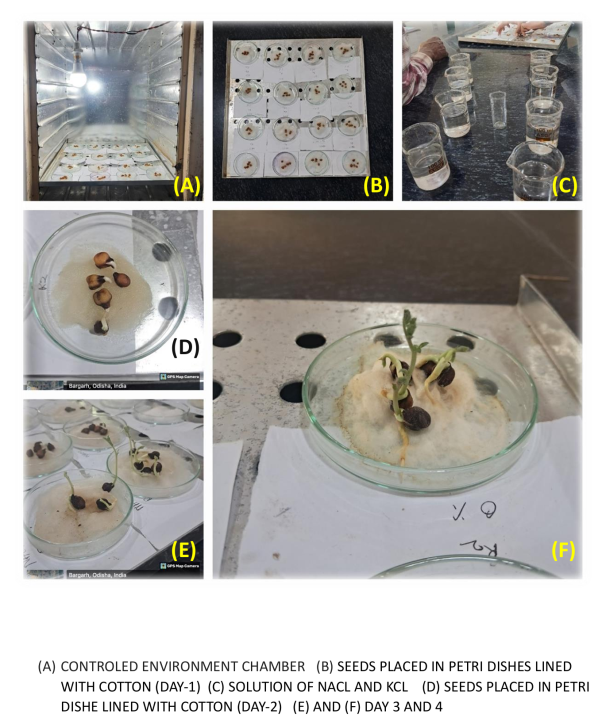 (A)
(B)
(C)
(D)
GPS Map Camera
Bargarh, Odisha, India
(E)
GPS Map Camera
Bargarh, Odisha, India
0 %
R2
(F)
(A) CONTROLED ENVIRONMENT CHAMBER (B) SEEDS PLACED IN PETRI DISHES LINED
WITH COTTON (DAY-1) (C) SOLUTION OF NACL AND KCL (D) SEEDS PLACED IN PETRI
DISHE LINED WITH COTTON (DAY-2) (E) AND (F) DAY 3 AND 4